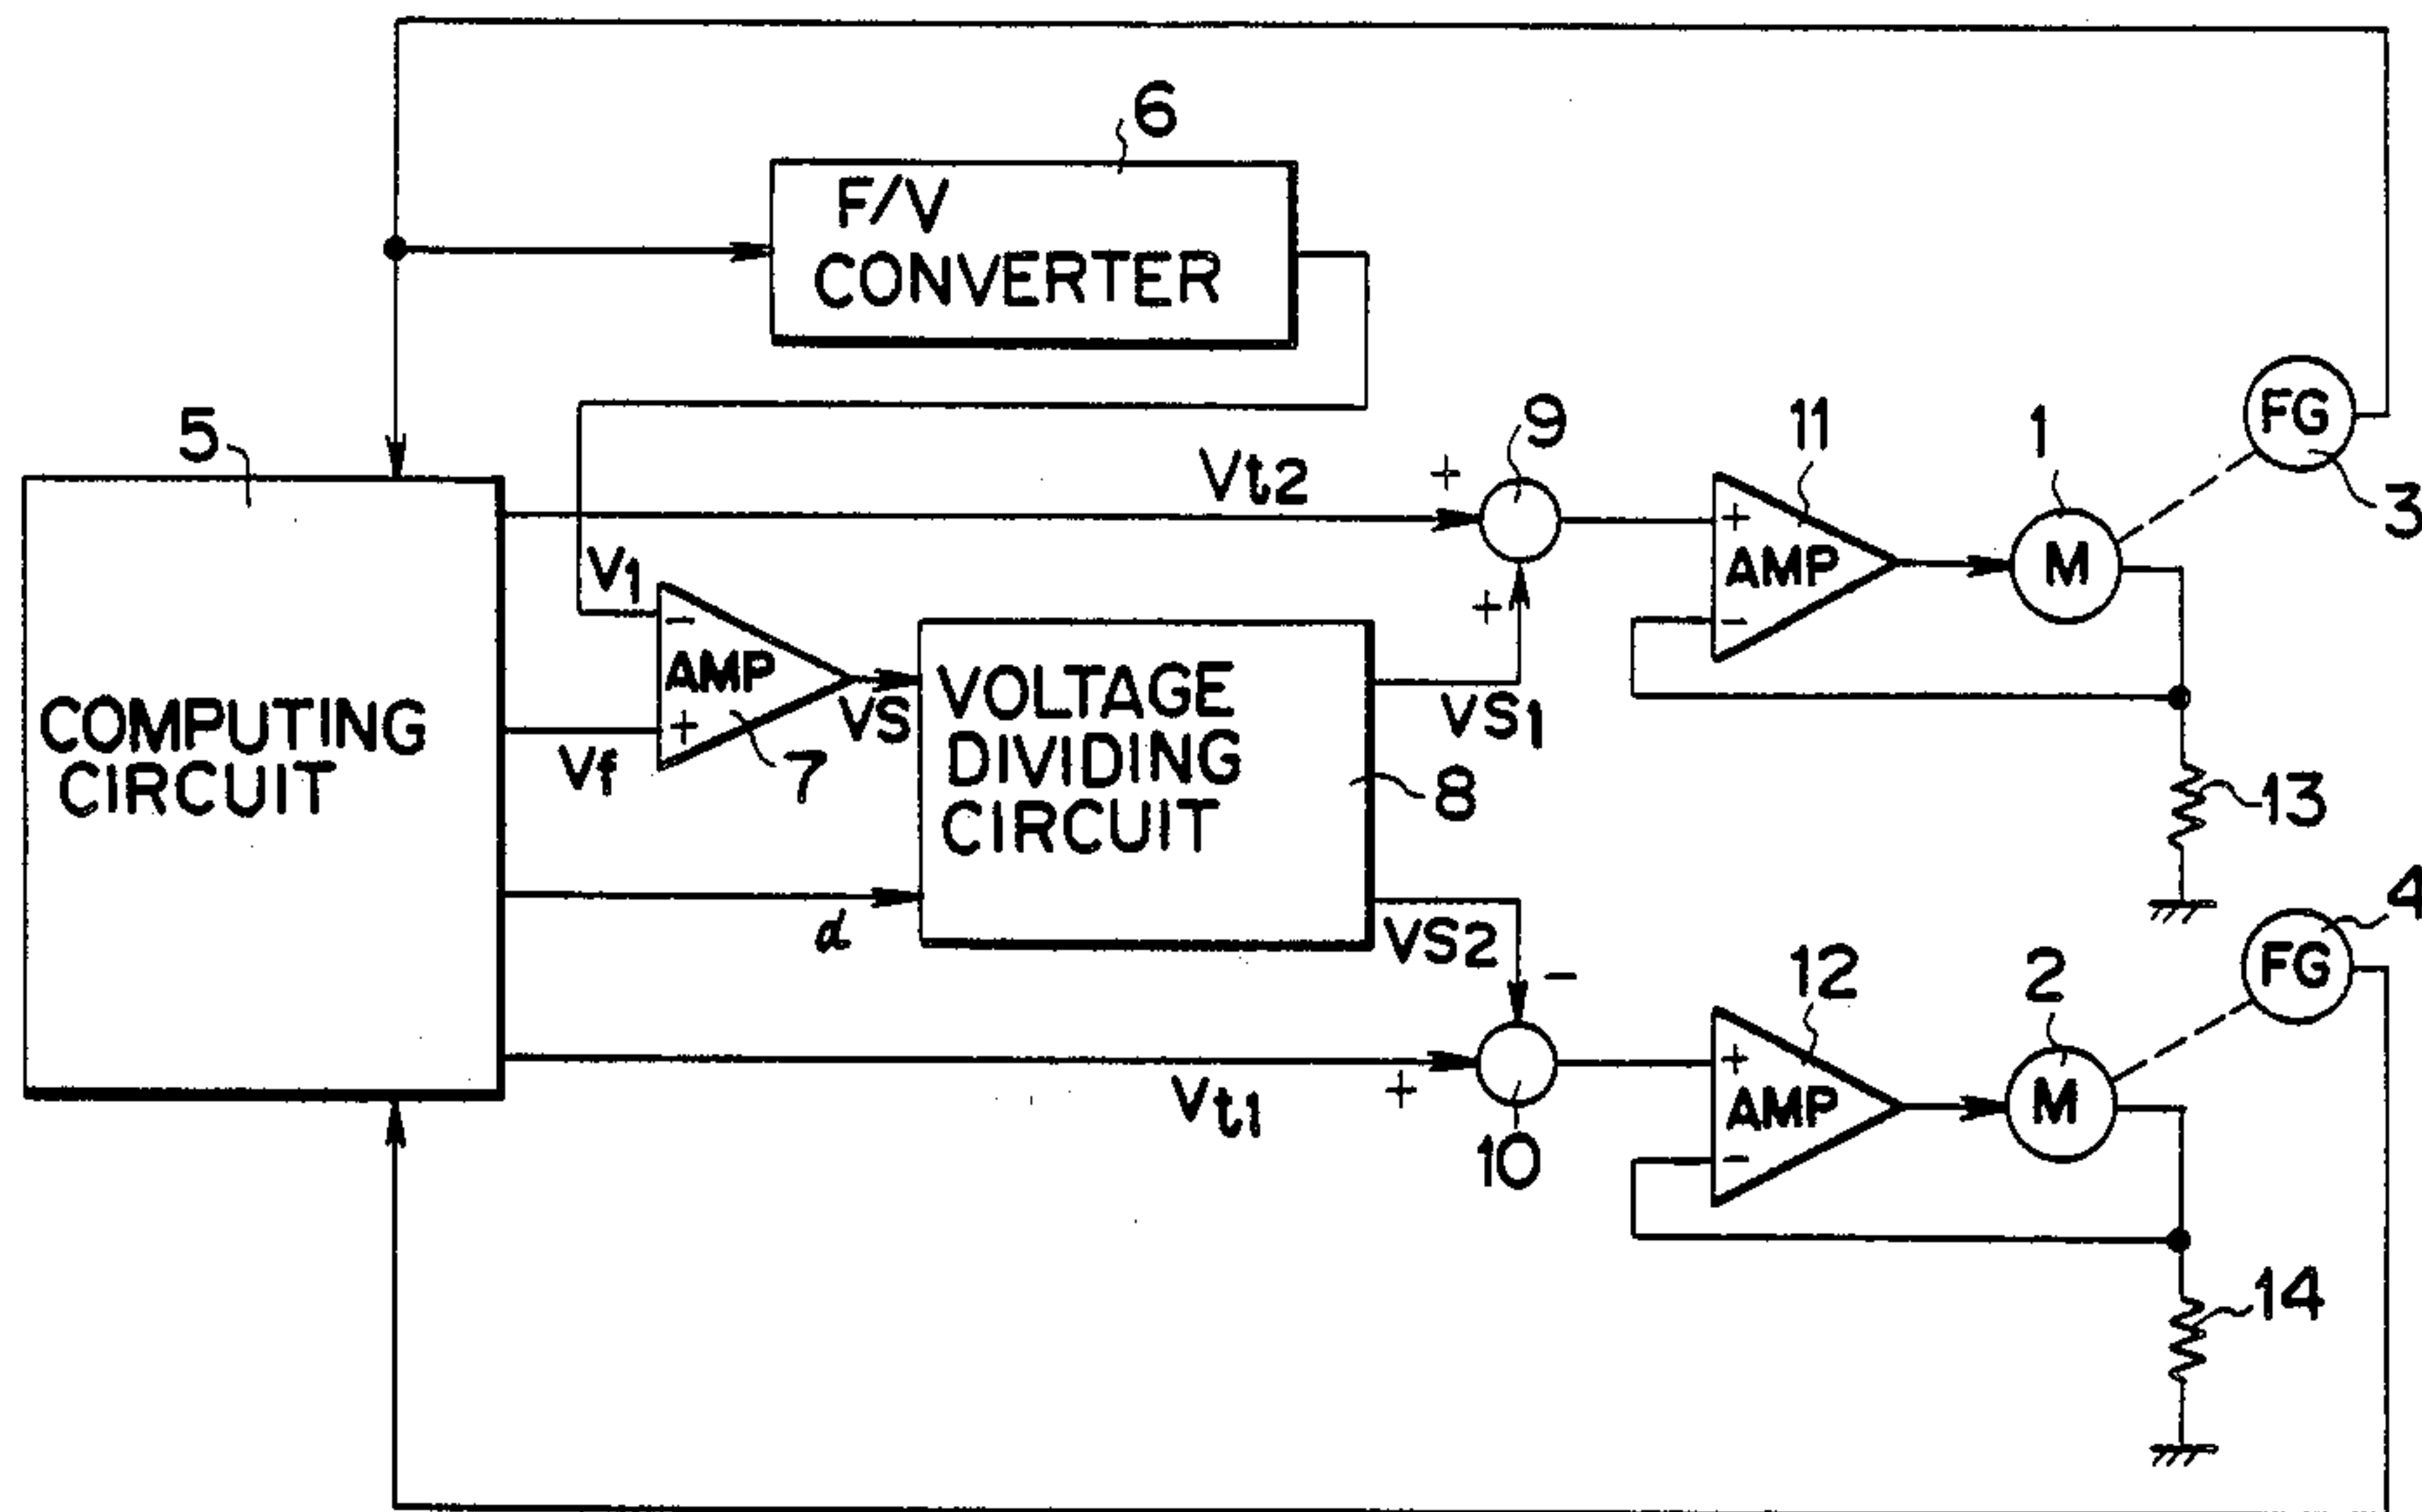 6
F/V
CONVERTER
5
9
11
1
FG
3
Vt2
+
+
AMP
-
M
V1
-
AMP
+
VS
Vf
7
+
COMPUTING
CIRCUIT
VOLTAGE
DIVIDING
CIRCUIT
VS1
8
13
α
VS2
-
12
2
FG
4
Vt1
+
10
+
AMP
-
M
14